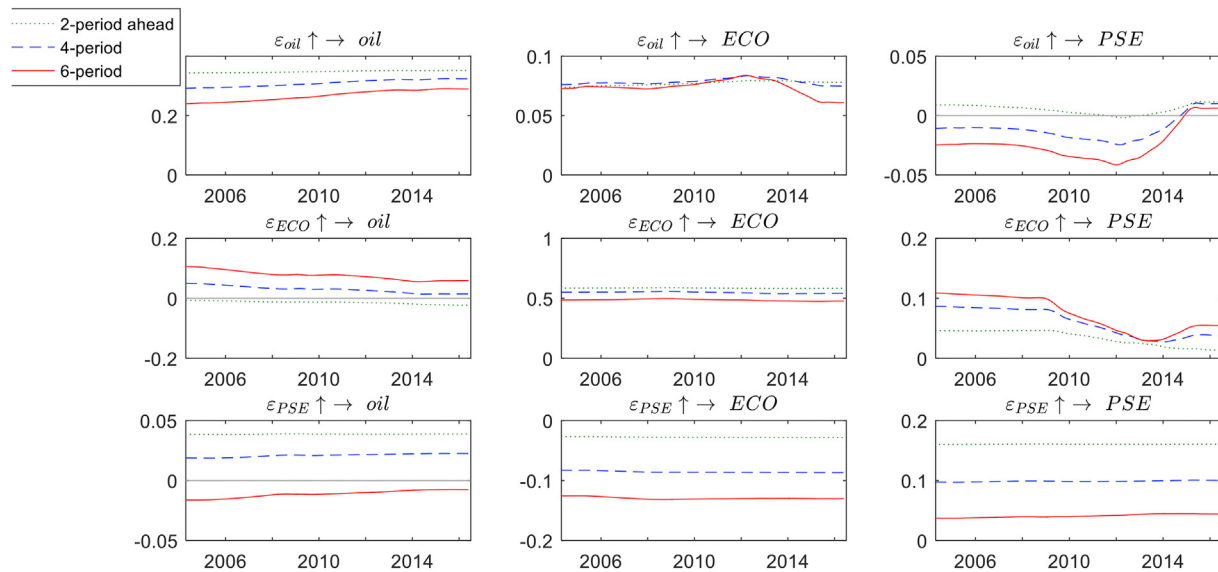 2-period ahead
4-period
6-period
ε_oil ↑ → oil
0.2
0
2006 2010 2014
ε_oil ↑ → ECO
0.1
0.05
0
2006 2010 2014
ε_oil ↑ → PSE
0.05
0
-0.05
2006 2010 2014
ε_ECO ↑ → oil
0.2
0
-0.2
2006 2010 2014
ε_ECO ↑ → ECO
1
0.5
0
2006 2010 2014
ε_ECO ↑ → PSE
0.2
0.1
0
2006 2010 2014
ε_PSE ↑ → oil
0.05
0
-0.05
2006 2010 2014
ε_PSE ↑ → ECO
0
-0.1
-0.2
2006 2010 2014
ε_PSE ↑ → PSE
0.2
0.1
0
2006 2010 2014